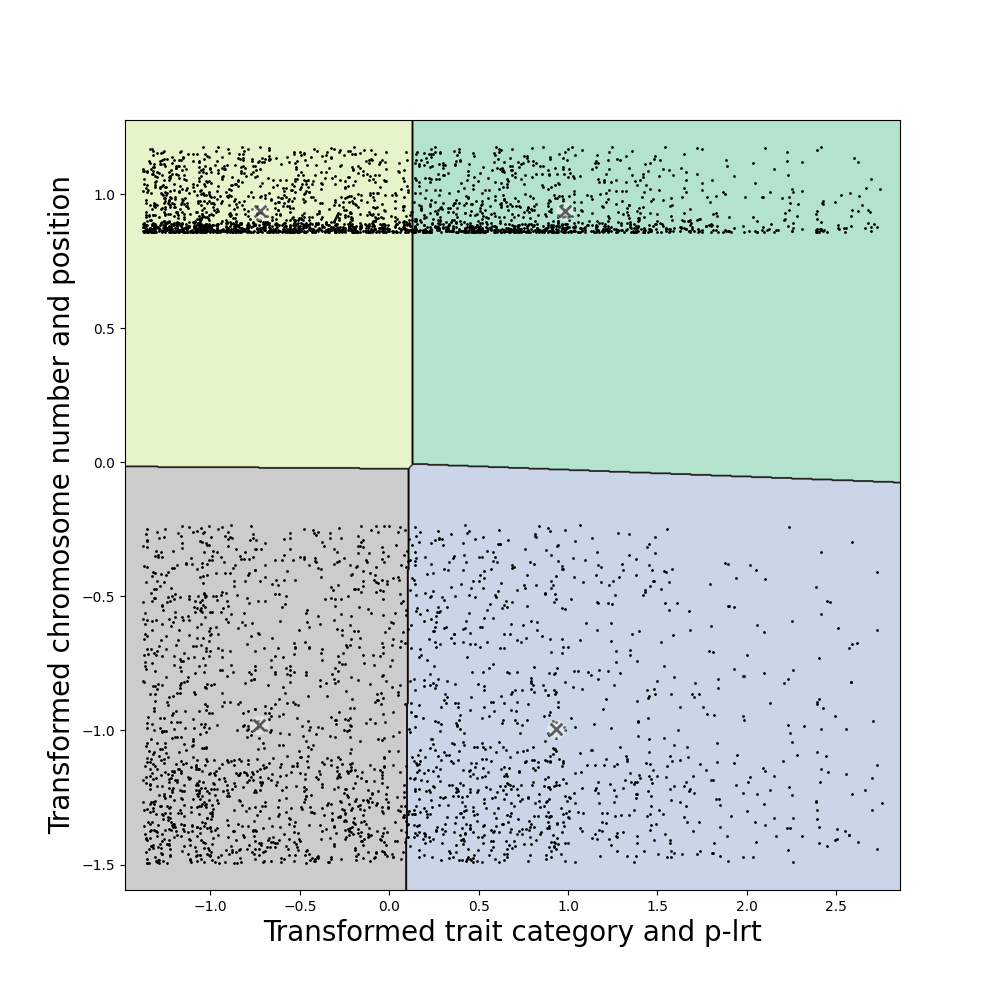 Transformed chromosome number and position
1.0
0.5
0.0
−0.5
−1.0
−1.5
−1.0 −0.5 0.0 0.5 1.0 1.5 2.0 2.5
Transformed trait category and p-lrt